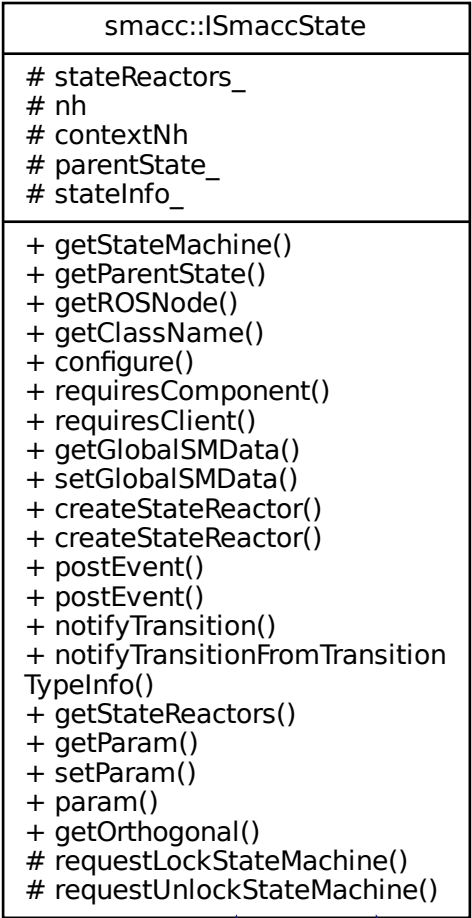 smacc::ISmaccState
# stateReactors_
# nh
# contextNh
# parentState_
# stateInfo_
+ getStateMachine()
+ getParentState()
+ getROSNode()
+ getClassName()
+ configure()
+ requiresComponent()
+ requiresClient()
+ getGlobalSMData()
+ setGlobalSMData()
+ createStateReactor()
+ createStateReactor()
+ postEvent()
+ postEvent()
+ notifyTransition()
+ notifyTransitionFromTransition
TypeInfo()
+ getStateReactors()
+ getParam()
+ setParam()
+ param()
+ getOrthogonal()
# requestLockStateMachine()
# requestUnlockStateMachine()